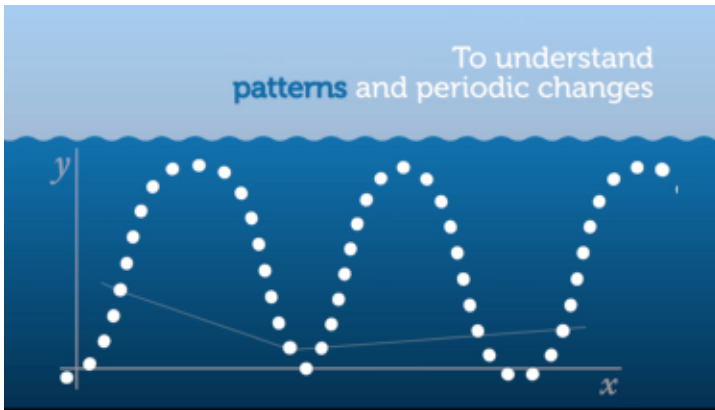 To understand
patterns and periodic changes
y
x